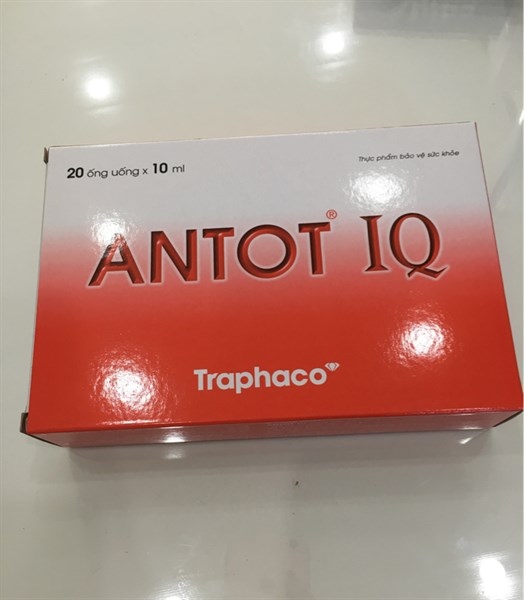 20 ống uống x 10 ml
Thực phẩm bảo vệ sức khỏe
ANTOT® IQ
Traphaco